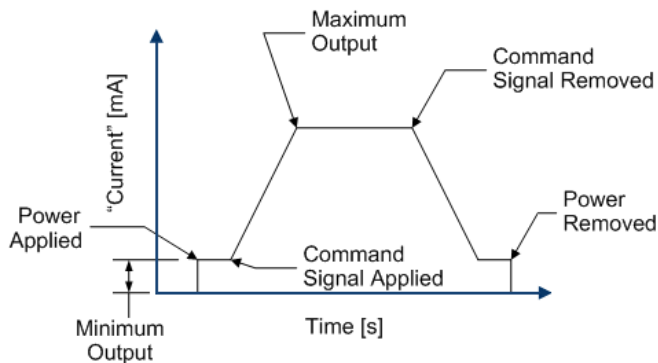 Maximum
Output
Command
Signal Removed
“Current” [mA]
Power
Applied
Power
Removed
Command
Signal Applied
Minimum
Output
Time [s]